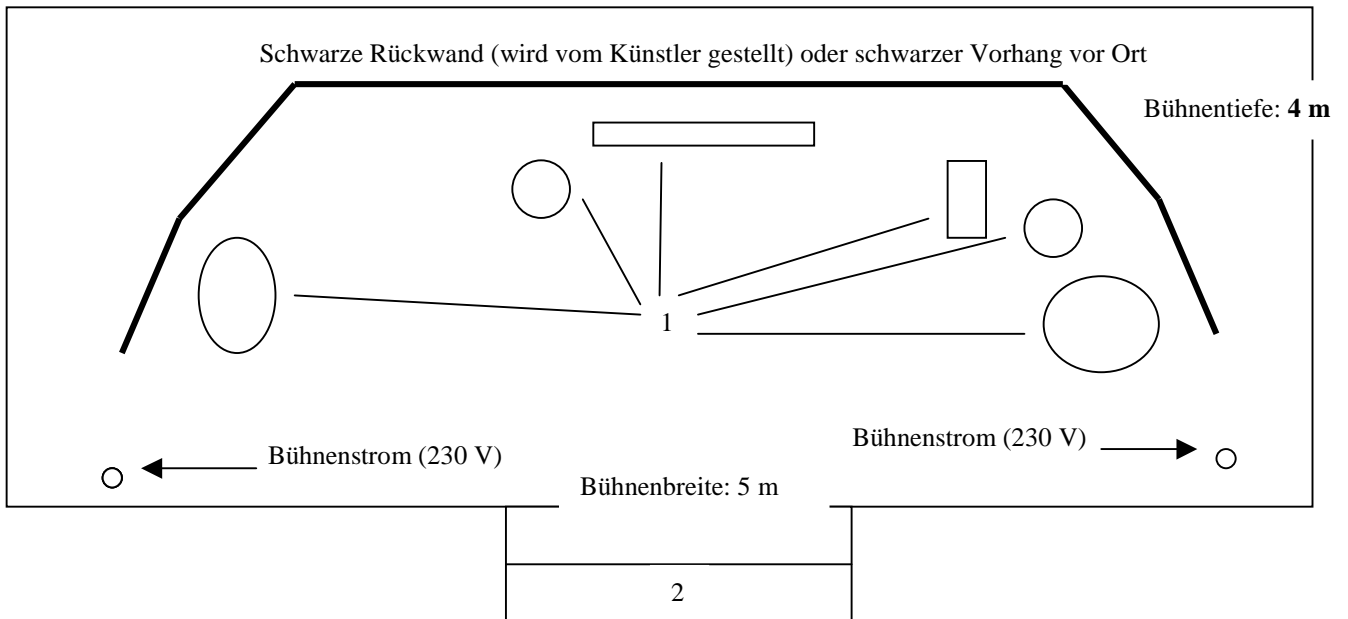 Schwarze Rückwand (wird vom Künstler gestellt) oder schwarzer Vorhang vor Ort
Bühnentiefe: 4 m
1
Bühnenstrom (230 V)
Bühnenstrom (230 V)
Bühnenbreite: 5 m
2